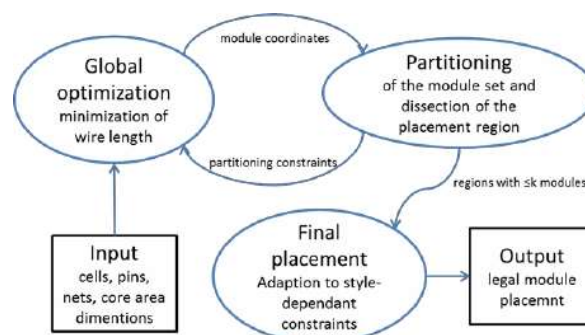 module coordinates
Global
optimization
minimization of
wire length
Partitioning
of the module set and
dissection of the
placement region
partitioning constraints
regions with ≤k modules
Input
cells, pins,
nets, core area
dimentions
Final
placement
Adaption to style-
dependant
constraints
Output
legal module
placemnt